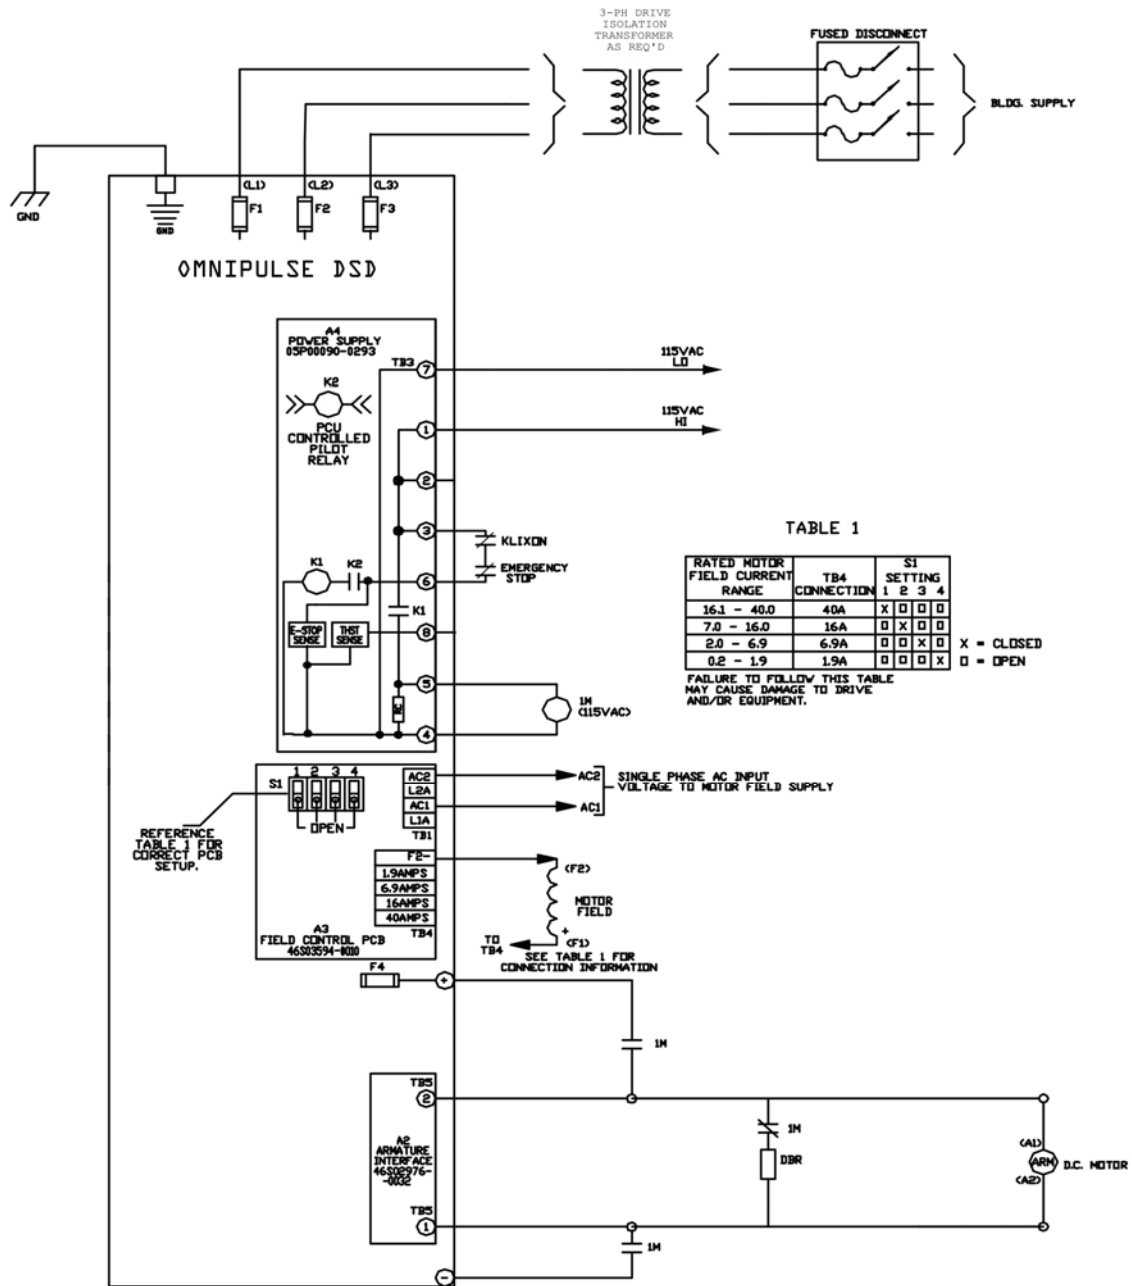 3-PH DRIVE
ISOLATION
TRANSFORMER
AS REQ'D
FUSED DISCONNECT
BLDG. SUPPLY
GND
GND
(L1)
(L2)
(L3)
F1
F2
F3
OMNIPULSE DSD
A4
POWER SUPPLY
05P00090-0293
TB3
7
115VAC
LO
K2
PCU
CONTROLLED
PILOT
RELAY
1
115VAC
HI
2
3
KLIXON
K1
K2
6
EMERGENCY
STOP
K1
E-STOP
SENSE
THST
SENSE
8
5
RC
1M
(115VAC)
4
TABLE 1
RATED MOTOR FIELD CURRENT RANGE TB4 CONNECTION S1 SETTING 1 2 3 4
16.1 - 40.0 40A X O O O
7.0 - 16.0 16A O X O O
2.0 - 6.9 6.9A O O X O
0.2 - 1.9 1.9A O O O X
X = CLOSED
O = OPEN
FAILURE TO FOLLOW THIS TABLE
MAY CAUSE DAMAGE TO DRIVE
AND/OR EQUIPMENT.
S1
1 2 3 4
OPEN
REFERENCE
TABLE 1 FOR
CORRECT PCB
SETUP.
AC2
L2A
AC1
L1A
TB1
AC2
AC1
SINGLE PHASE AC INPUT
VOLTAGE TO MOTOR FIELD SUPPLY
F2-
1.9AMPS
6.9AMPS
16AMPS
40AMPS
TB4
(F2)
MOTOR
FIELD
+
(F1)
TO
TB4
SEE TABLE 1 FOR
CONNECTION INFORMATION
A3
FIELD CONTROL PCB
46S03594-0010
F4
+
1M
TB5
2
A2
ARMATURE
INTERFACE
46S02976-
-0032
TB5
1
1M
DBR
(A1)
ARM
(A2)
D.C. MOTOR
1M
-